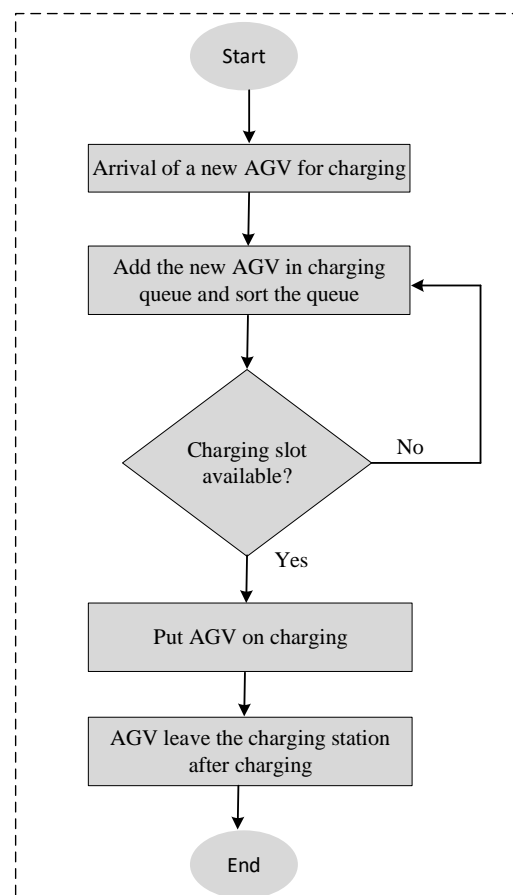 Start
Arrival of a new AGV for charging
Add the new AGV in charging
queue and sort the queue
Charging slot
available?
No
Yes
Put AGV on charging
AGV leave the charging station
after charging
End